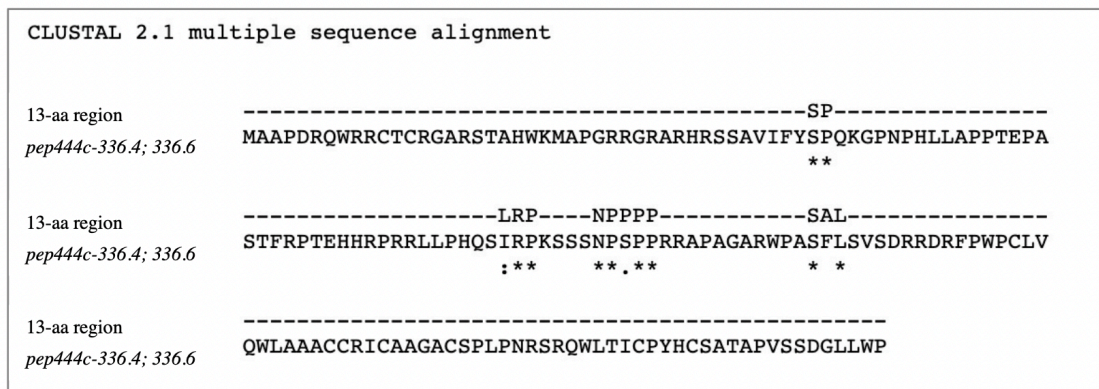 CLUSTAL 2.1 multiple sequence alignment
13-aa region ------------------------------------------SP----------------
pep444c-336.4; 336.6 MAAPDRQWRRCTCRGARSTAHWKMAPGRRGRARHRSSAVIFYSPQKGPNPHLLAPPTEPA
**
13-aa region -------------------LRP----NPPPP-----------SAL---------------
pep444c-336.4; 336.6 STFRPTEHHRPRRLLPHQSIRPKSSSNPSPPRRAPAGARWPASFLSVSDRRDRFPWPCLV
:** **.** * *
13-aa region ------------------------------------------------
pep444c-336.4; 336.6 QWLAAACCRICAAGACSPLPNRSRQWLTICPYHCSATAPVSSDGLLWP